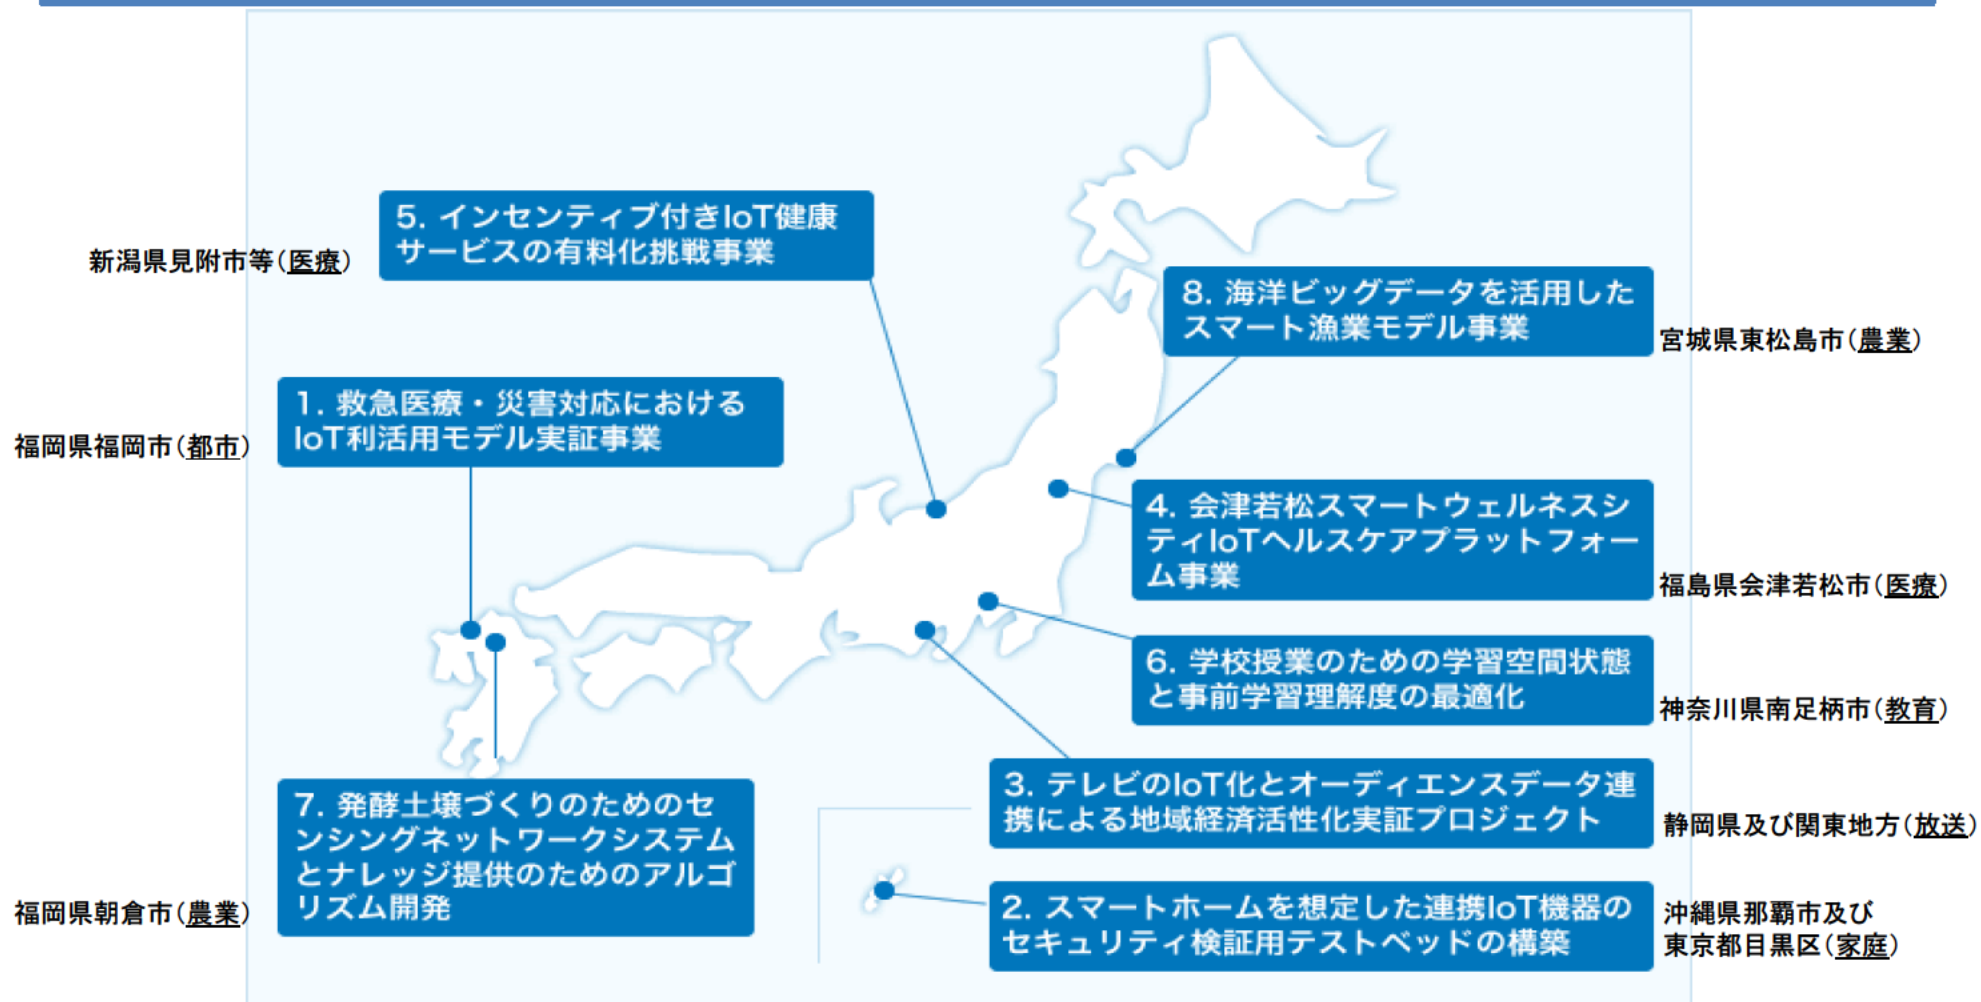 5. インセンティブ付きIoT健康
サービスの有料化挑戦事業
新潟県見附市等(医療)
8. 海洋ビッグデータを活用した
スマート漁業モデル事業
宮城県東松島市(農業)
1. 救急医療・災害対応における
IoT利活用モデル実証事業
福岡県福岡市(都市)
4. 会津若松スマートウェルネスシ
ティIoTヘルスケアプラットフォー
ム事業
福島県会津若松市(医療)
6. 学校授業のための学習空間状態
と事前学習理解度の最適化
神奈川県南足柄市(教育)
3. テレビのIoT化とオーディエンスデータ連
携による地域経済活性化実証プロジェクト
静岡県及び関東地方(放送)
7. 発酵土壌づくりのためのセ
ンシングネットワークシステム
とナレッジ提供のためのアルゴ
リズム開発
福岡県朝倉市(農業)
2. スマートホームを想定した連携IoT機器の
セキュリティ検証用テストベッドの構築
沖縄県那覇市及び
東京都目黒区(家庭)